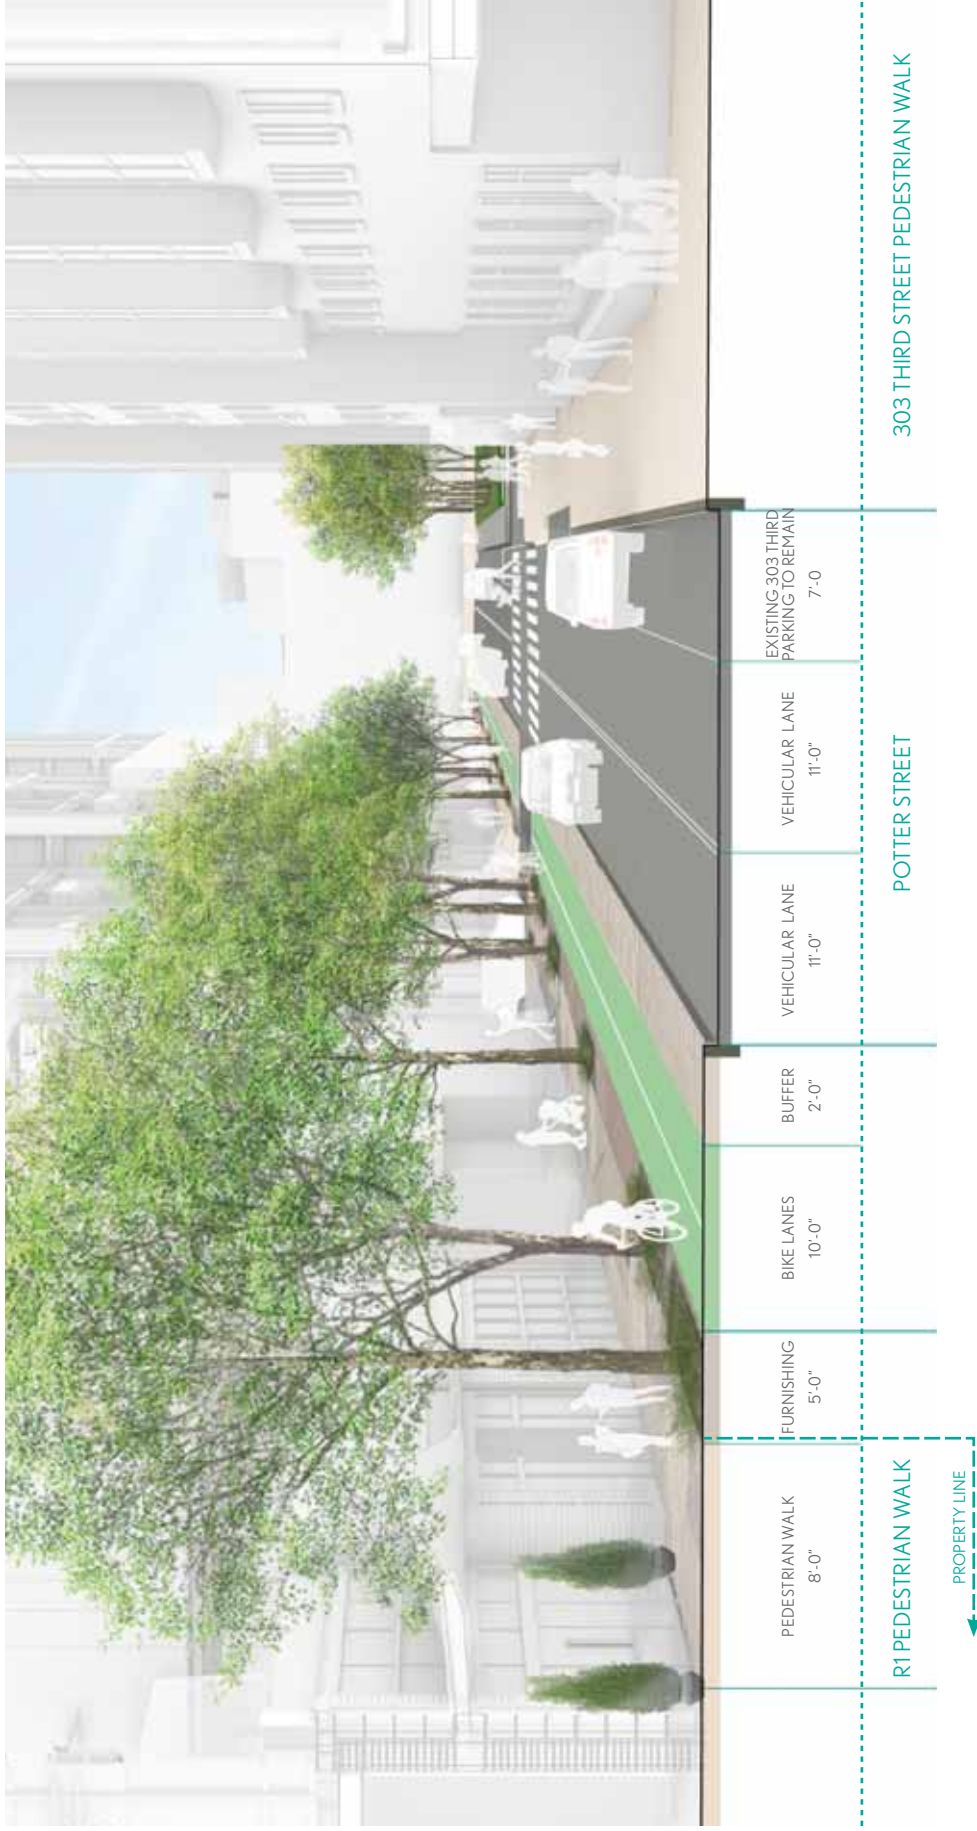 PEDESTRIAN WALK
8'-0"
FURNISHING
5'-0"
BIKE LANES
10'-0"
BUFFER
2'-0"
VEHICULAR LANE
11'-0"
VEHICULAR LANE
11'-0"
EXISTING 303 THIRD
PARKING TO REMAIN
7'-0
R1 PEDESTRIAN WALK
POTTER STREET
303 THIRD STREET PEDESTRIAN WALK
PROPERTY LINE